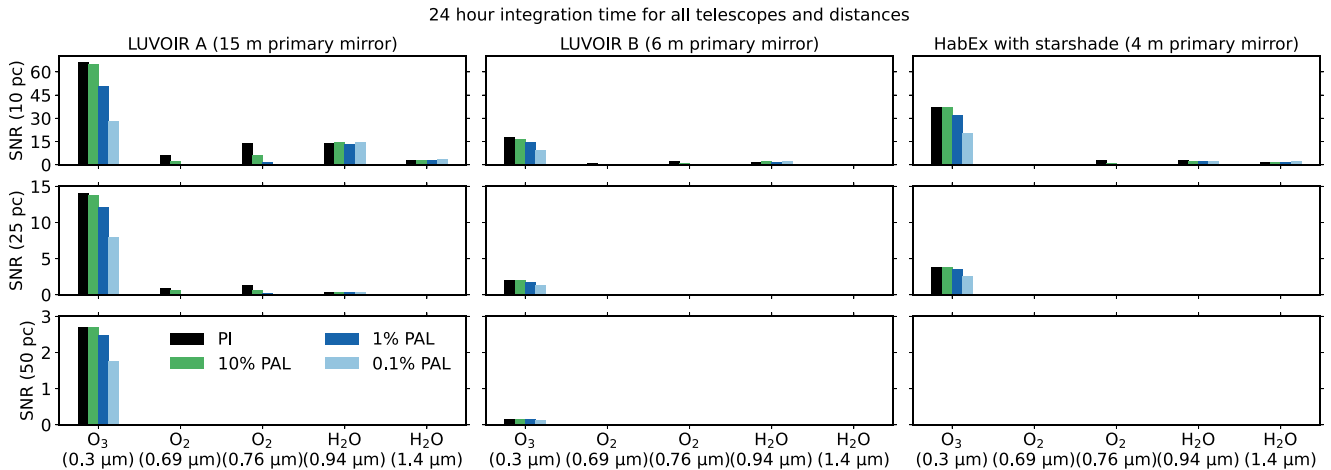 24 hour integration time for all telescopes and distances
LUVOIR A (15 m primary mirror)
LUVOIR B (6 m primary mirror)
HabEx with starshade (4 m primary mirror)
SNR (10 pc)
60
45
30
15
0
SNR (25 pc)
15
10
5
0
SNR (50 pc)
3
2
1
0
PI
10% PAL
1% PAL
0.1% PAL
O₃ O₂ O₂ H₂O H₂O
(0.3 µm) (0.69 µm) (0.76 µm) (0.94 µm) (1.4 µm)
O₃ O₂ O₂ H₂O H₂O
(0.3 µm) (0.69 µm) (0.76 µm) (0.94 µm) (1.4 µm)
O₃ O₂ O₂ H₂O H₂O
(0.3 µm) (0.69 µm) (0.76 µm) (0.94 µm) (1.4 µm)